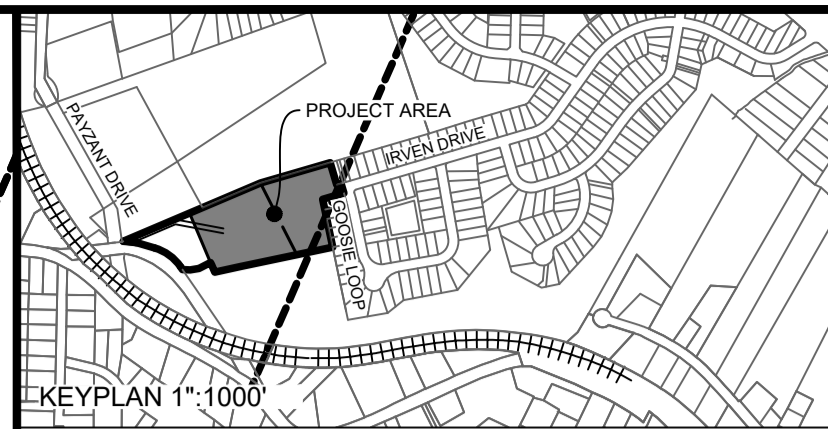 PROJECT AREA
PAYZANT DRIVE
IRVEN DRIVE
GOOSIE LOOP
KEYPLAN 1":1000'